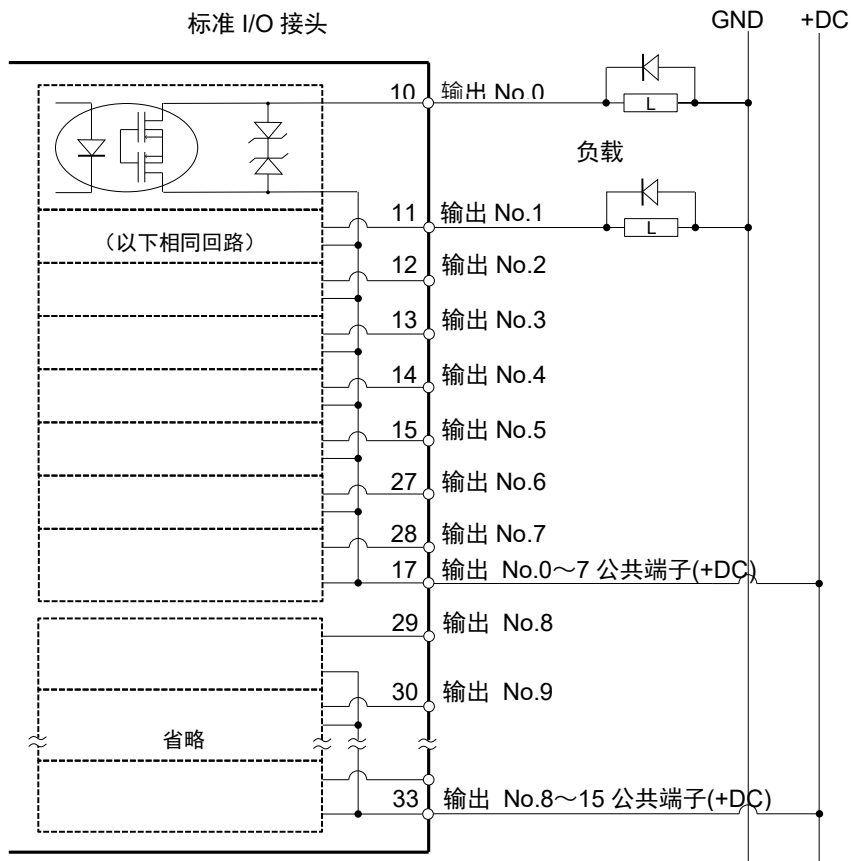 标准 I/O 接头
GND +DC
10 输出 No.0
L
负载
11 输出 No.1
L
（以下相同回路）
12 输出 No.2
13 输出 No.3
14 输出 No.4
15 输出 No.5
27 输出 No.6
28 输出 No.7
17 输出 No.0～7 公共端子(+DC)
29 输出 No.8
30 输出 No.9
省略
33 输出 No.8～15 公共端子(+DC)